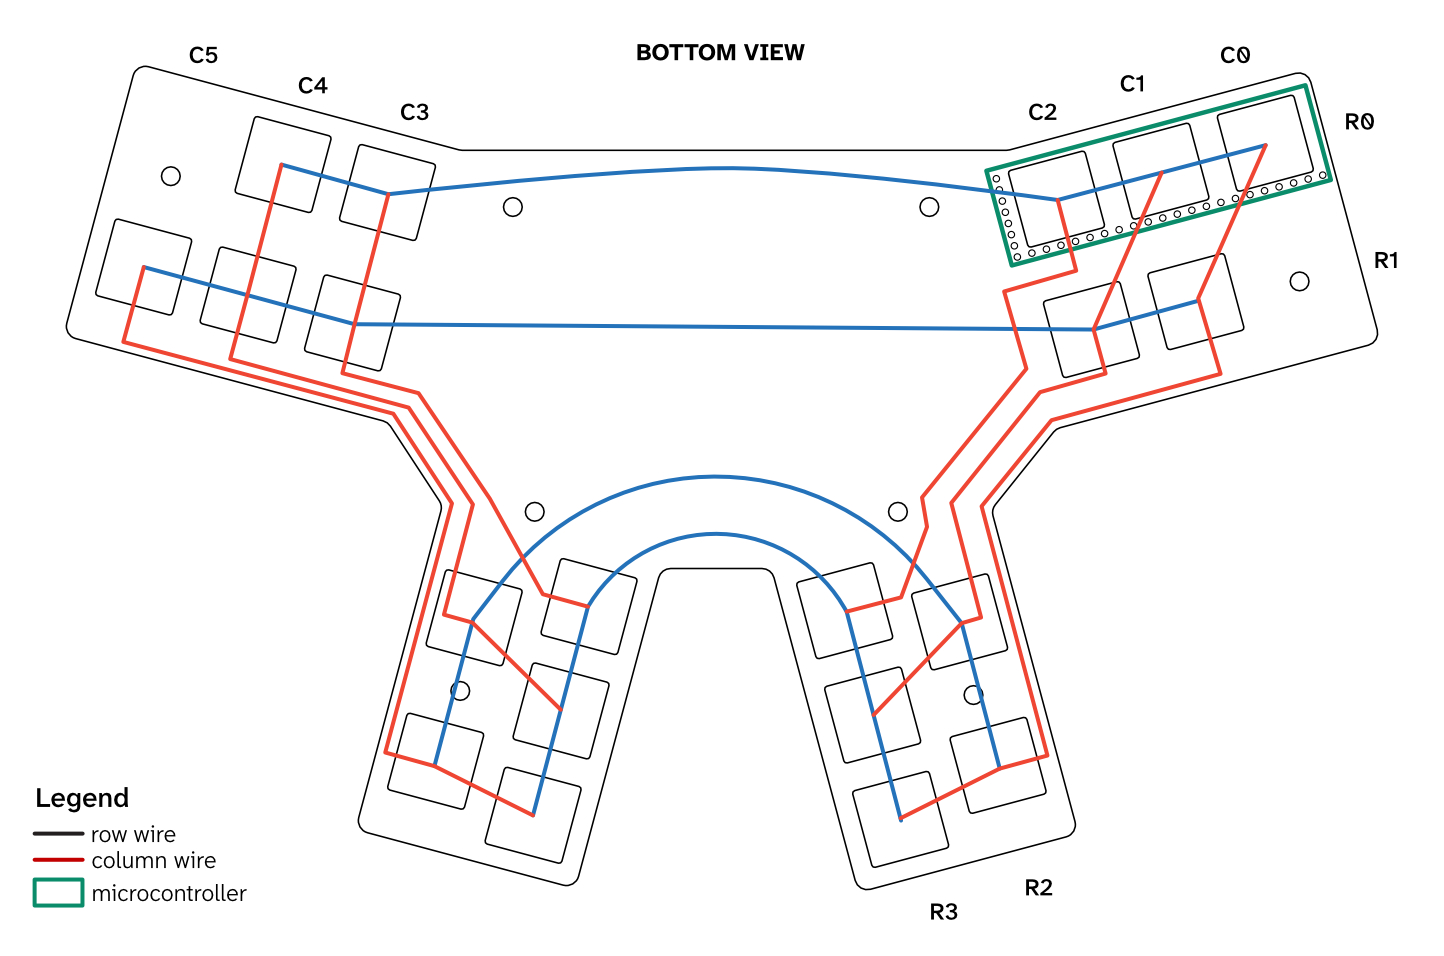 BOTTOM VIEW
C5
C4
C3
C2
C1
C0
R0
R1
R2
R3
Legend
row wire
column wire
microcontroller